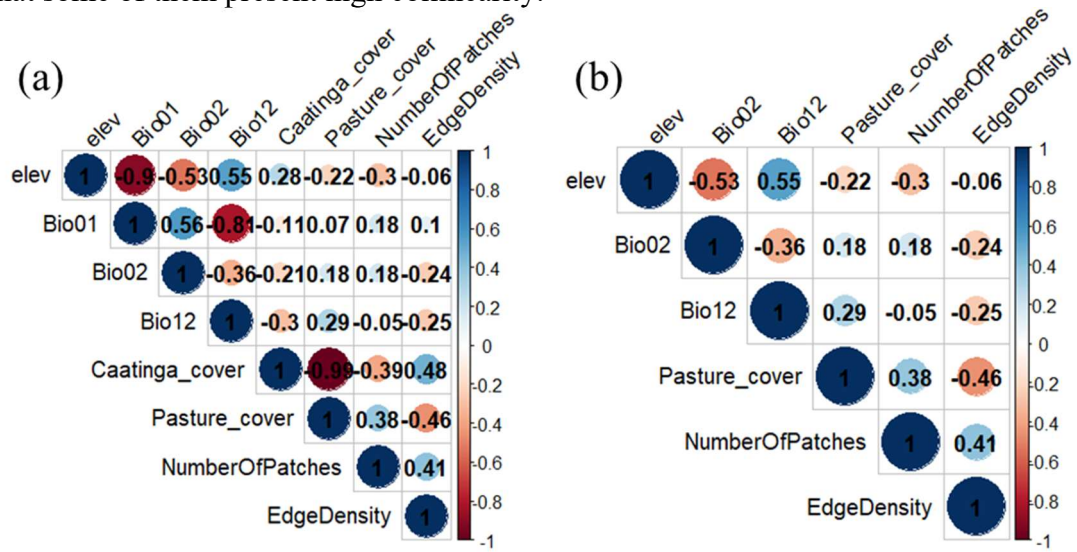 that some of them present high collinearity.
(a)
elev Bio01 Bio02 Bio12 Caatinga_cover Pasture_cover NumberOfPatches EdgeDensity
elev 1 -0.9 -0.53 0.55 0.28 -0.22 -0.3 -0.06
Bio01 1 0.56 -0.81 -0.11 0.07 0.18 0.1
Bio02 1 -0.36 -0.21 0.18 0.18 -0.24
Bio12 1 -0.3 0.29 -0.05 -0.25
Caatinga_cover 1 -0.99 -0.39 0.48
Pasture_cover 1 0.38 -0.46
NumberOfPatches 1 0.41
EdgeDensity 1
1
0.8
0.6
0.4
0.2
0
-0.2
-0.4
-0.6
-0.8
-1
(b)
elev Bio02 Bio12 Pasture_cover NumberOfPatches EdgeDensity
elev 1 -0.53 0.55 -0.22 -0.3 -0.06
Bio02 1 -0.36 0.18 0.18 -0.24
Bio12 1 0.29 -0.05 -0.25
Pasture_cover 1 0.38 -0.46
NumberOfPatches 1 0.41
EdgeDensity 1
1
0.8
0.6
0.4
0.2
0
-0.2
-0.4
-0.6
-0.8
-1